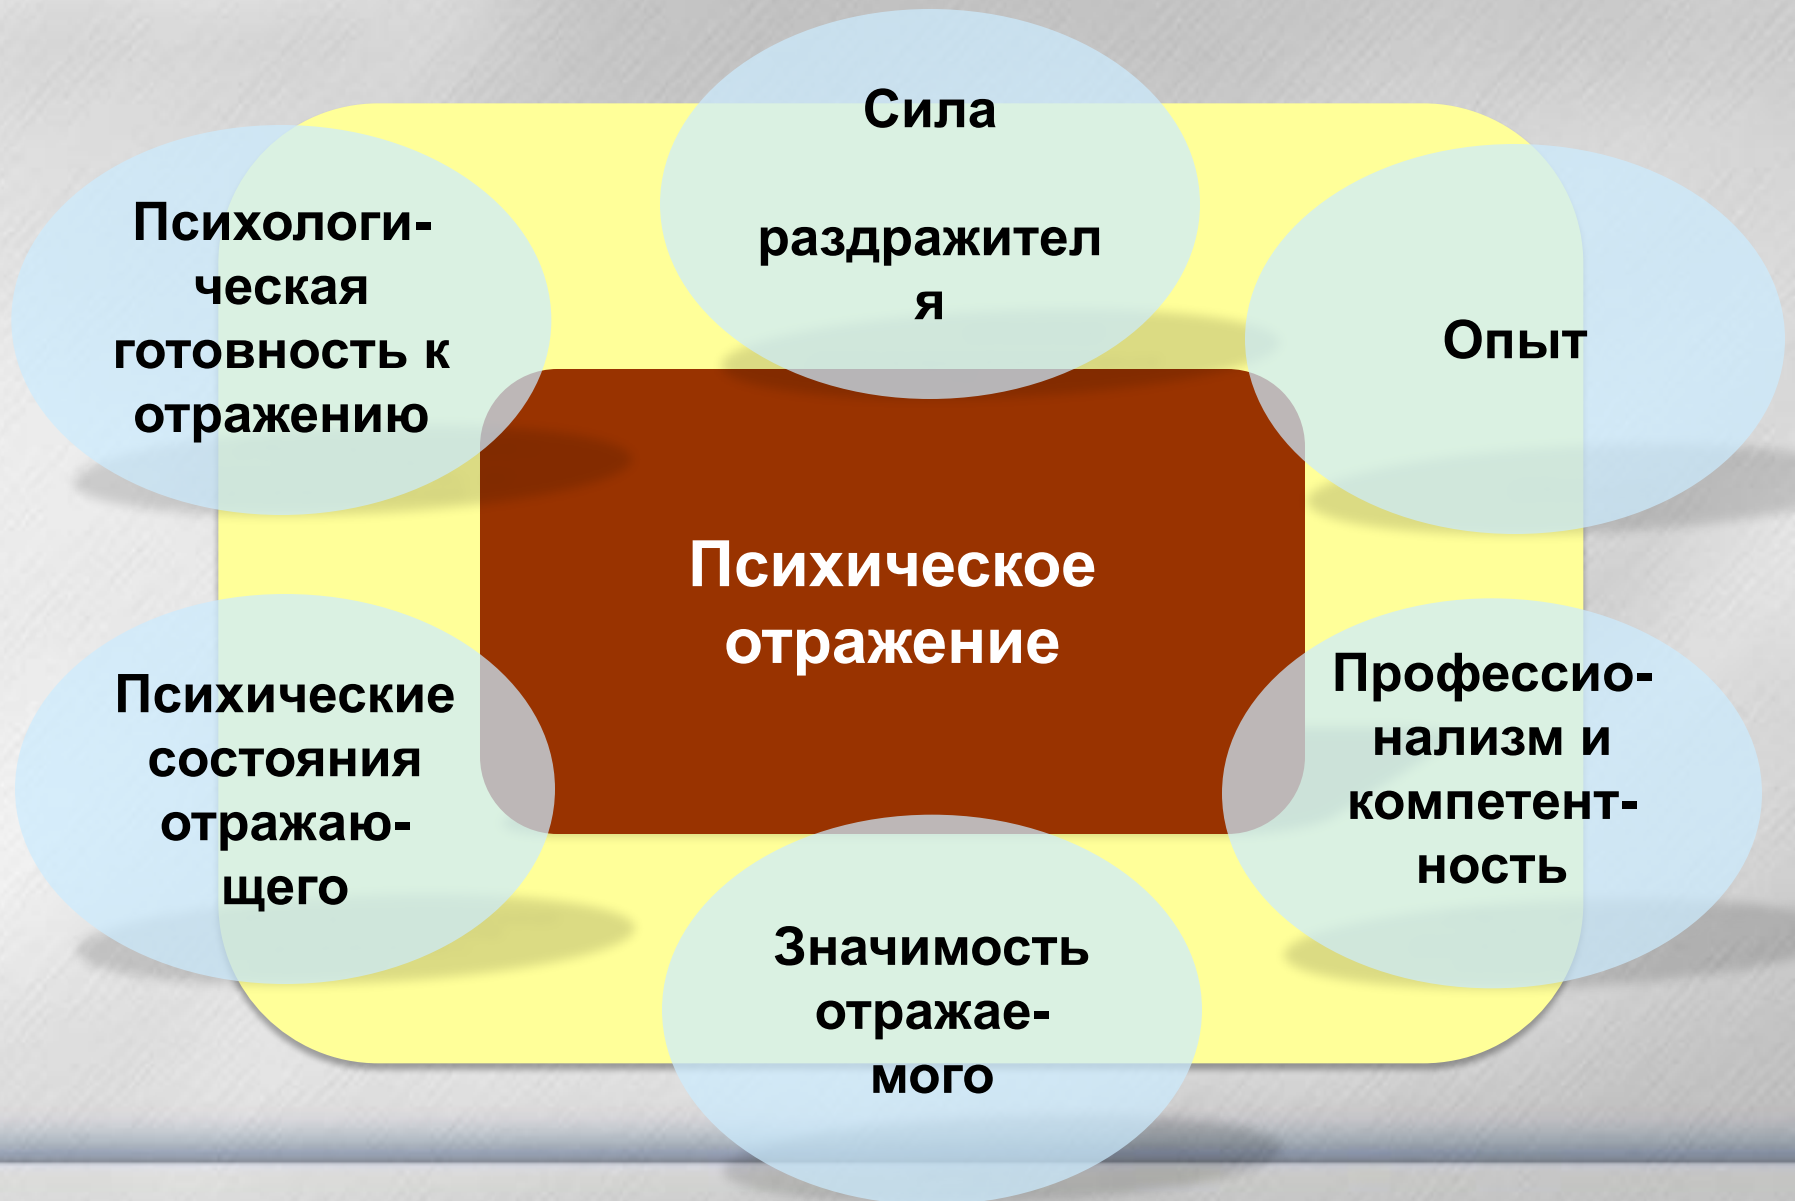 Сила
раздражител
я
Психологи-
ческая
готовность к
отражению
Опыт
Психическое
отражение
Психические
состояния
отражаю-
щего
Профессио-
нализм и
компетент-
ность
Значимость
отражае-
мого